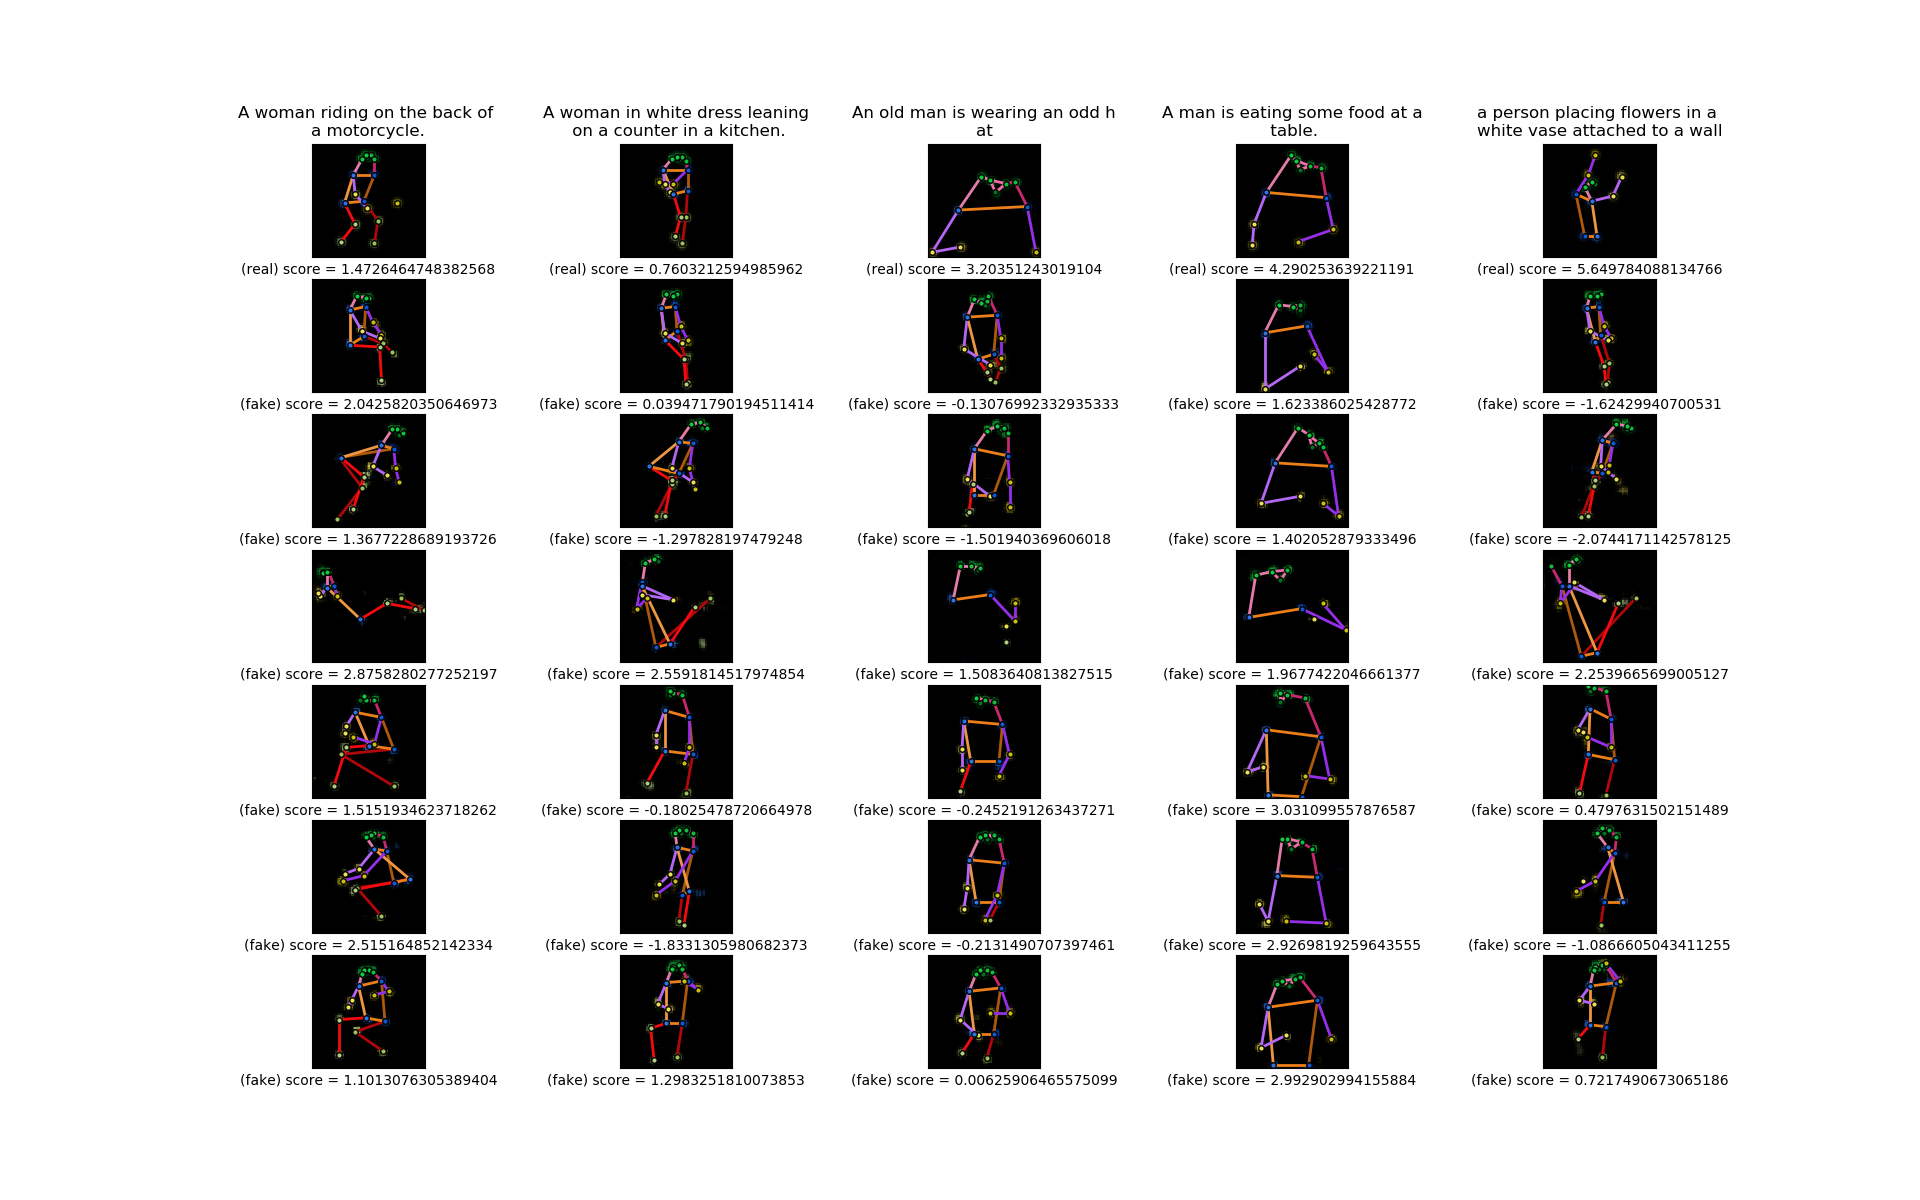 A woman riding on the back of
a motorcycle.
A woman in white dress leaning
on a counter in a kitchen.
An old man is wearing an odd h
at
A man is eating some food at a
table.
a person placing flowers in a
white vase attached to a wall
(real) score = 1.4726464748382568
(real) score = 0.7603212594985962
(real) score = 3.20351243019104
(real) score = 4.290253639221191
(real) score = 5.649784088134766
(fake) score = 2.0425820350646973
(fake) score = 0.039471790194511414
(fake) score = -0.13076992332935333
(fake) score = 1.623386025428772
(fake) score = -1.62429940700531
(fake) score = 1.3677228689193726
(fake) score = -1.297828197479248
(fake) score = -1.501940369606018
(fake) score = 1.402052879333496
(fake) score = -2.0744171142578125
(fake) score = 2.8758280277252197
(fake) score = 2.5591814517974854
(fake) score = 1.5083640813827515
(fake) score = 1.9677422046661377
(fake) score = 2.2539665699005127
(fake) score = 1.5151934623718262
(fake) score = -0.18025478720664978
(fake) score = -0.2452191263437271
(fake) score = 3.031099557876587
(fake) score = 0.4797631502151489
(fake) score = 2.515164852142334
(fake) score = -1.8331305980682373
(fake) score = -0.2131490707397461
(fake) score = 2.9269819259643555
(fake) score = -1.0866605043411255
(fake) score = 1.1013076305389404
(fake) score = 1.2983251810073853
(fake) score = 0.00625906465575099
(fake) score = 2.992902994155884
(fake) score = 0.7217490673065186